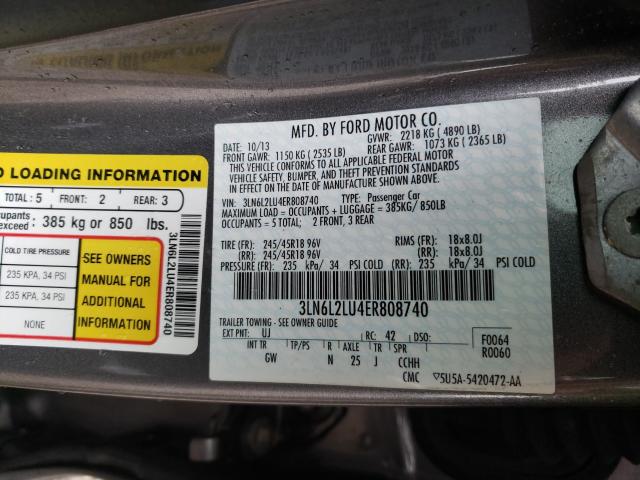 MFD. BY FORD MOTOR CO.
DATE: 10/13 GVWR: 2218 KG ( 4890 LB)
FRONT GAWR: 1150 KG ( 2535 LB) REAR GAWR: 1073 KG ( 2365 LB)
THIS VEHICLE CONFORMS TO ALL APPLICABLE FEDERAL MOTOR
VEHICLE SAFETY, BUMPER, AND THEFT PREVENTION STANDARDS
IN EFFECT ON THE DATE OF MANUFACTURE SHOWN ABOVE.
VIN: 3LN6L2LU4ER808740 TYPE: Passenger Car
MAXIMUM LOAD = OCCUPANTS + LUGGAGE = 385KG/ 850LB
OCCUPANTS = 5 TOTAL; 2 FRONT, 3 REAR
TIRE (FR): 245/45R18 96V RIMS (FR): 18x8.0J
(RR): 245/45R18 96V (RR): 18x8.0J
PRESSURE (FR): 235 kPa/ 34 PSI COLD (RR): 235 kPa/ 34 PSI COLD
3LN6L2LU4ER808740
TRAILER TOWING - SEE OWNER GUIDE
EXT PNT: UJ RC: 42 DSO:
INT TR TP/PS R AXLE TR SPR
GW N 25 J CCHH
F0064
R0060
CMC ▽5U5A-5420472-AA
LOADING INFORMATION
TOTAL : 5 FRONT: 2 REAR: 3
385 kg or 850 lbs.
COLD TIRE PRESSURE
235 KPA, 34 PSI
235 KPA, 34 PSI
NONE
SEE OWNERS
MANUAL FOR
ADDITIONAL
INFORMATION
3LN6L2LU4ER808740